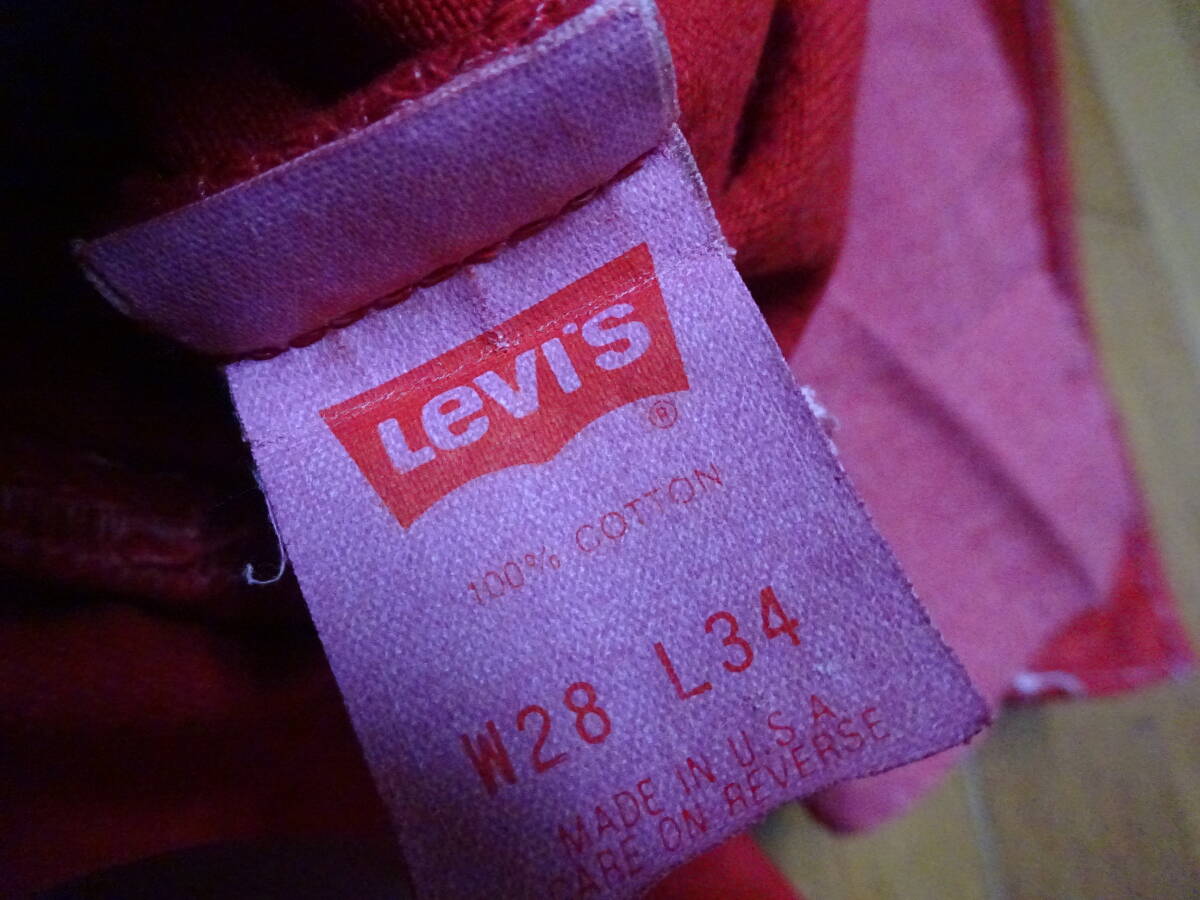 Levi's ®
100% COTTON
W28 L34
MADE IN U.S.A
CARE ON REVERSE